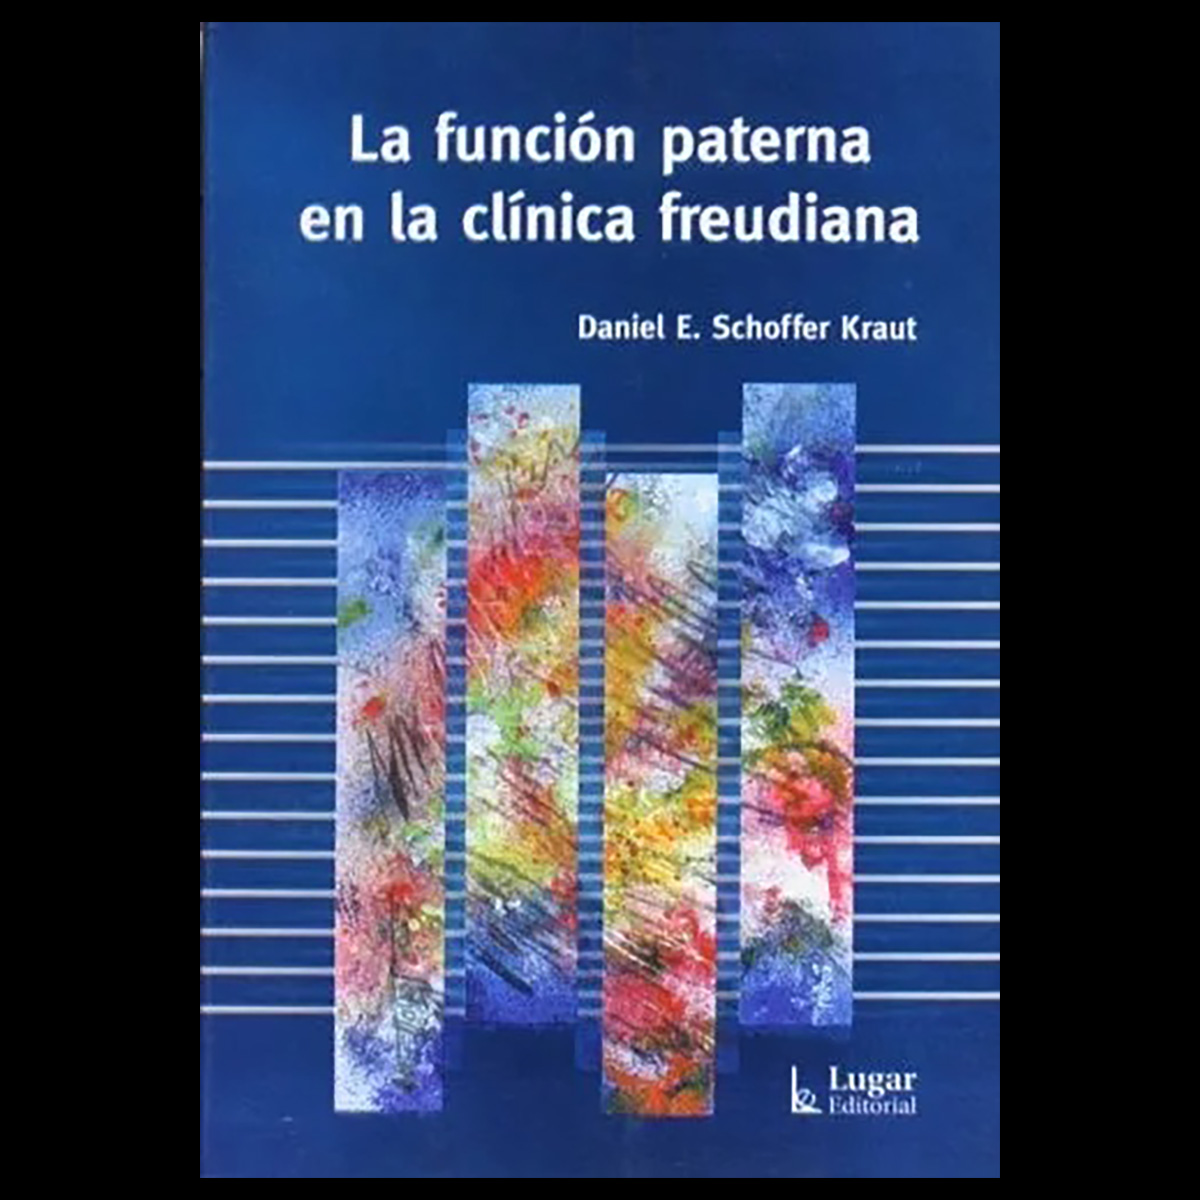 La función paterna
en la clínica freudiana
Daniel E. Schoffer Kraut
Lugar
Editorial